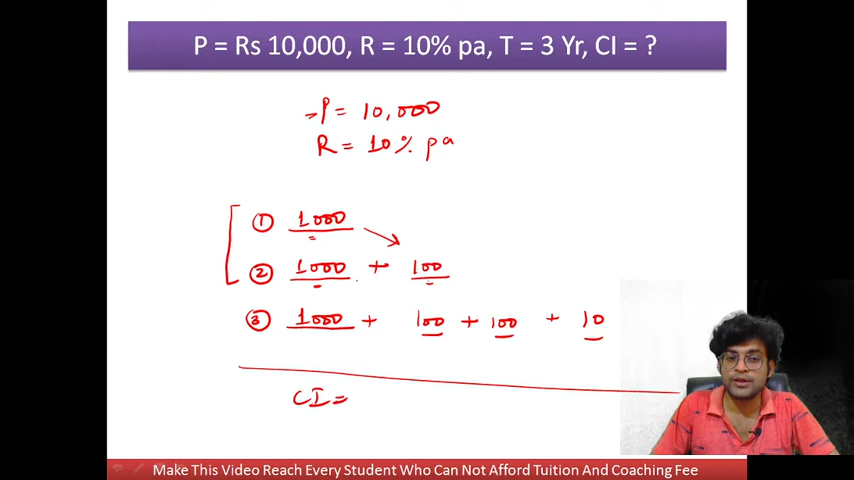 P = Rs 10,000, R = 10% pa, T = 3 Yr, CI = ?
P = 10,000
R = 10% pa
① 1000
② 1000 + 100
③ 1000 + 100 + 100 + 10
CI =
Make This Video Reach Every Student Who Can Not Afford Tuition And Coaching Fee